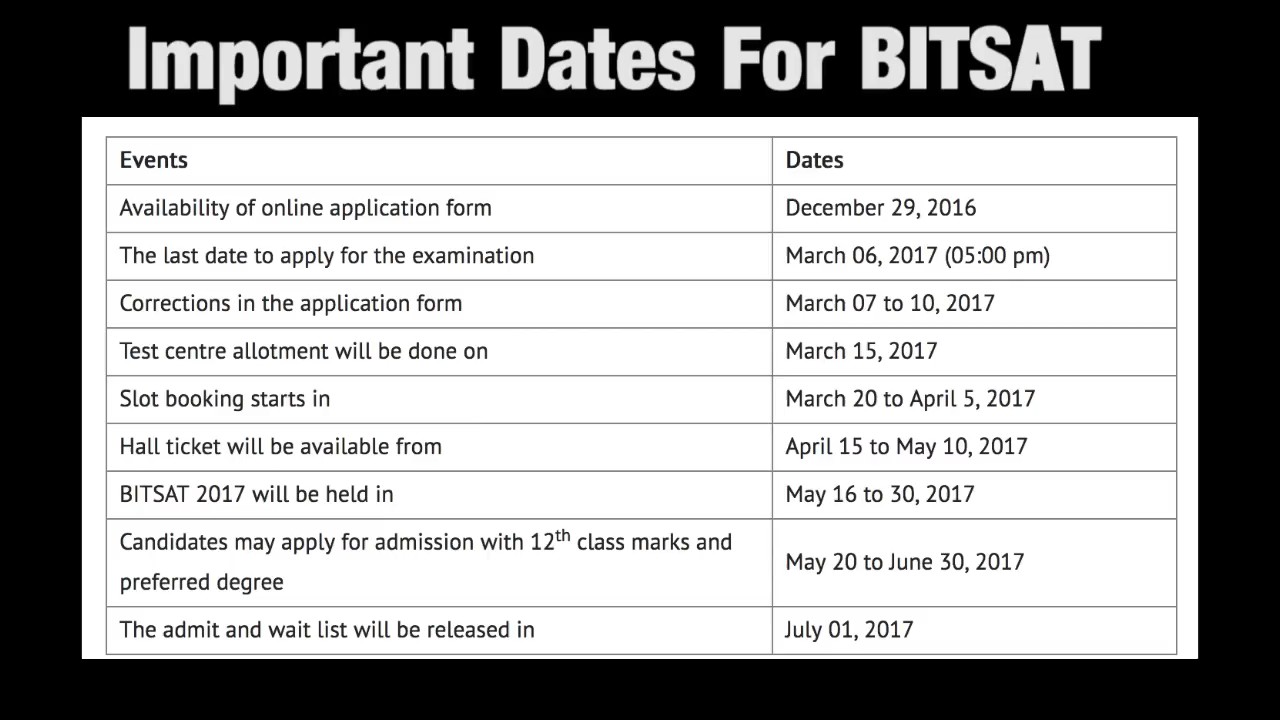 Important Dates For BITSAT
Events Dates
Availability of online application form December 29, 2016
The last date to apply for the examination March 06, 2017 (05:00 pm)
Corrections in the application form March 07 to 10, 2017
Test centre allotment will be done on March 15, 2017
Slot booking starts in March 20 to April 5, 2017
Hall ticket will be available from April 15 to May 10, 2017
BITSAT 2017 will be held in May 16 to 30, 2017
Candidates may apply for admission with 12th class marks and
preferred degree
May 20 to June 30, 2017
The admit and wait list will be released in July 01, 2017